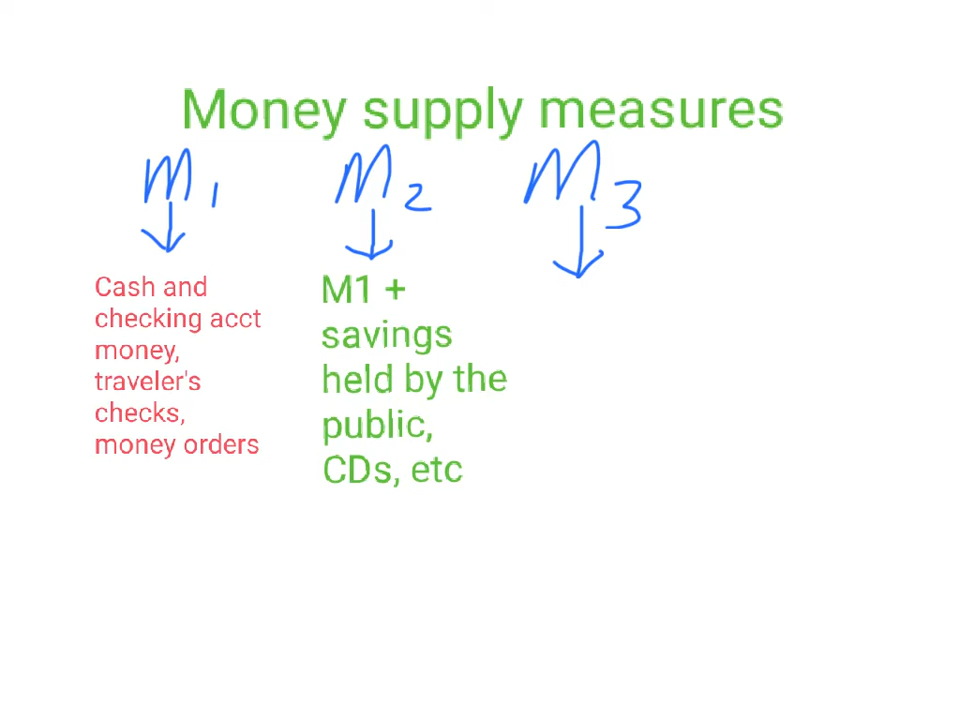 Money supply measures
M1 M2 M3
Cash and
checking acct
money,
traveler's
checks,
money orders
M1 +
savings
held by the
public,
CDs, etc